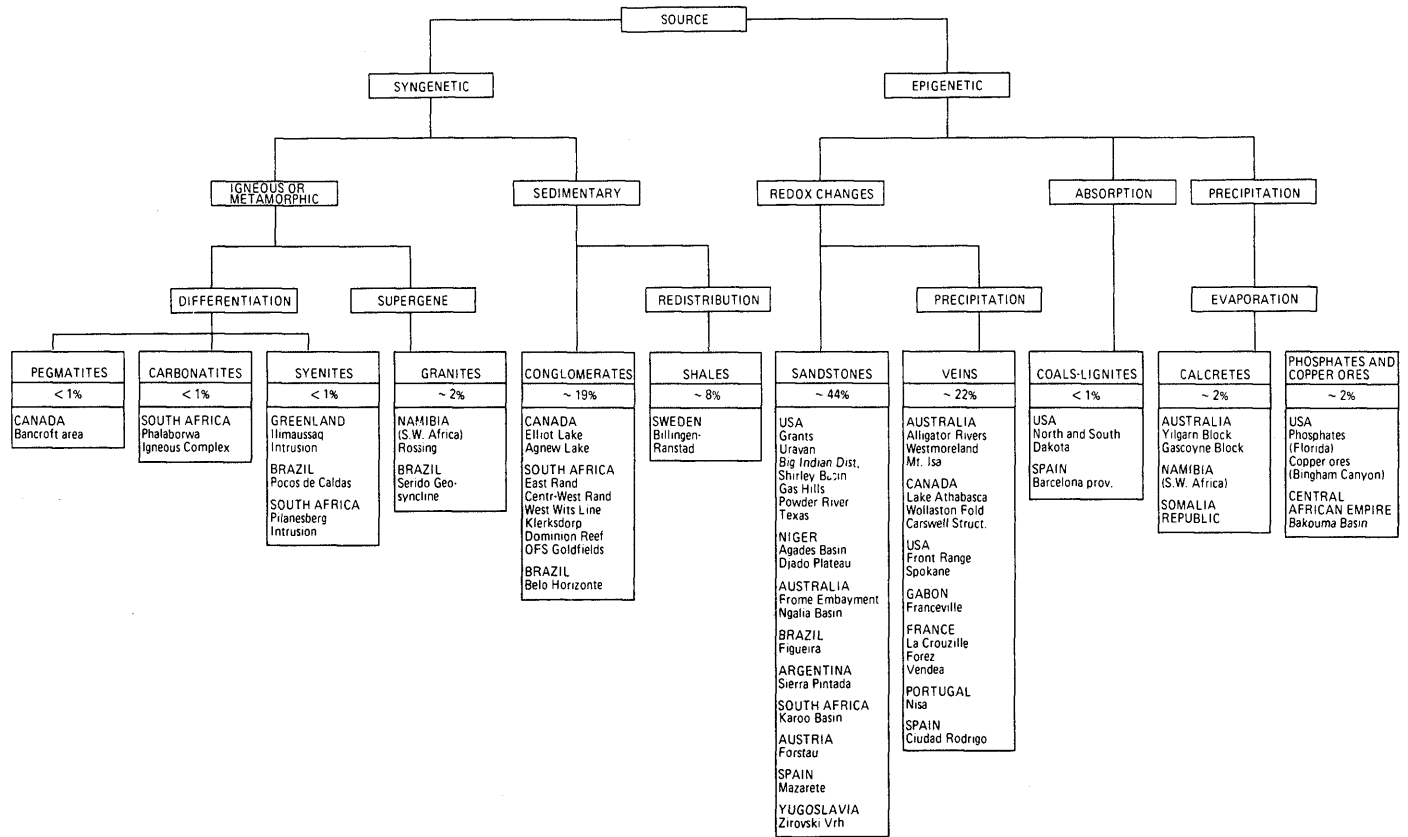 SOURCE
SYNGENETIC
EPIGENETIC
IGNEOUS OR
METAMORPHIC
SEDIMENTARY
REDOX CHANGES
ABSORPTION
PRECIPITATION
DIFFERENTIATION
SUPERGENE
REDISTRIBUTION
PRECIPITATION
EVAPORATION
PEGMATITES
< 1%
CANADA
Bancroft area
CARBONATITES
< 1%
SOUTH AFRICA
Phalaborwa
Igneous Complex
SYENITES
< 1%
GREENLAND
Ilimaussaq
Intrusion
BRAZIL
Pocos de Caldas
SOUTH AFRICA
Pilanesberg
Intrusion
GRANITES
~ 2%
NAMIBIA
(S.W. Africa)
Rossing
BRAZIL
Serido Geo-
syncline
CONGLOMERATES
~ 19%
CANADA
Elliot Lake
Agnew Lake
SOUTH AFRICA
East Rand
Centr-West Rand
West Wits Line
Klerksdorp
Dominion Reef
OFS Goldfields
BRAZIL
Belo Horizonte
SHALES
~ 8%
SWEDEN
Billingen-
Ranstad
SANDSTONES
~ 44%
USA
Grants
Uravan
Big Indian Dist,
Shirley Basin
Gas Hills
Powder River
Texas
NIGER
Agades Basin
Djado Plateau
AUSTRALIA
Frome Embayment
Ngalia Basin
BRAZIL
Figueira
ARGENTINA
Sierra Pintada
SOUTH AFRICA
Karoo Basin
AUSTRIA
Forstau
SPAIN
Mazarete
YUGOSLAVIA
Zirovski Vrh
VEINS
~ 22%
AUSTRALIA
Alligator Rivers
Westmoreland
Mt. Isa
CANADA
Lake Athabasca
Wollaston Fold
Carswell Struct.
USA
Front Range
Spokane
GABON
Franceville
FRANCE
La Crouzille
Forez
Vendea
PORTUGAL
Nisa
SPAIN
Ciudad Rodrigo
COALS-LIGNITES
< 1%
USA
North and South
Dakota
SPAIN
Barcelona prov.
CALCRETES
~ 2%
AUSTRALIA
Yilgarn Block
Gascoyne Block
NAMIBIA
(S.W. Africa)
SOMALIA
REPUBLIC
PHOSPHATES AND
COPPER ORES
~ 2%
USA
Phosphates
(Florida)
Copper ores
(Bingham Canyon)
CENTRAL
AFRICAN EMPIRE
Bakouma Basin